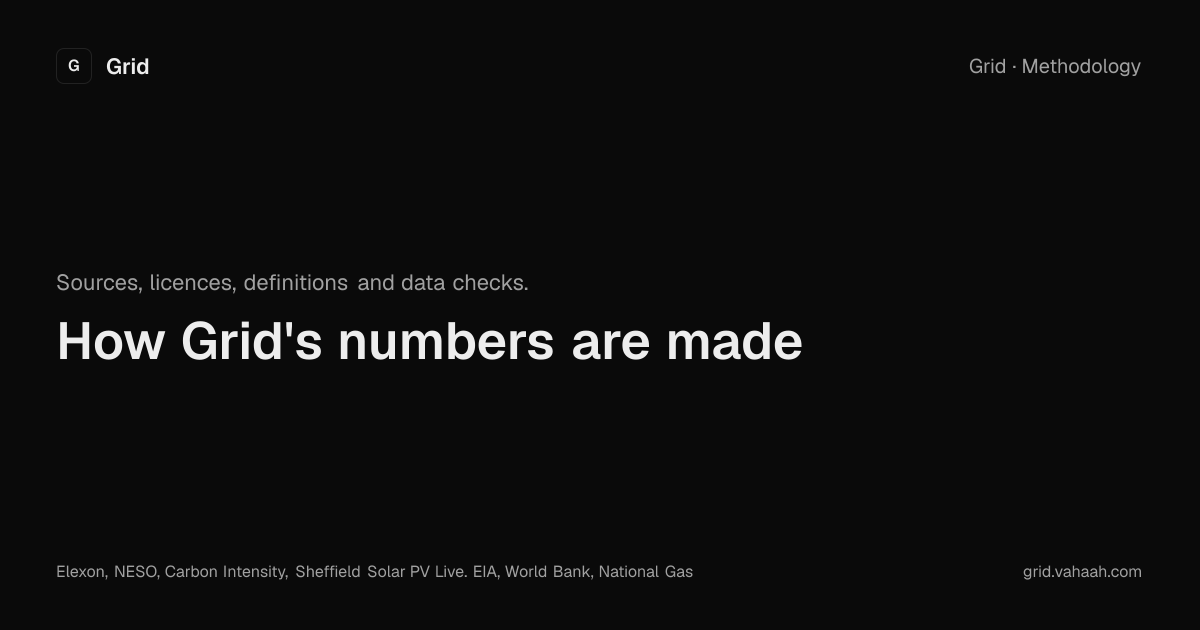 G
Grid
Grid · Methodology
Sources, licences, definitions and data checks.
How Grid's numbers are made
Elexon, NESO, Carbon Intensity, Sheffield Solar PV Live. EIA, World Bank, National Gas
grid.vahaah.com